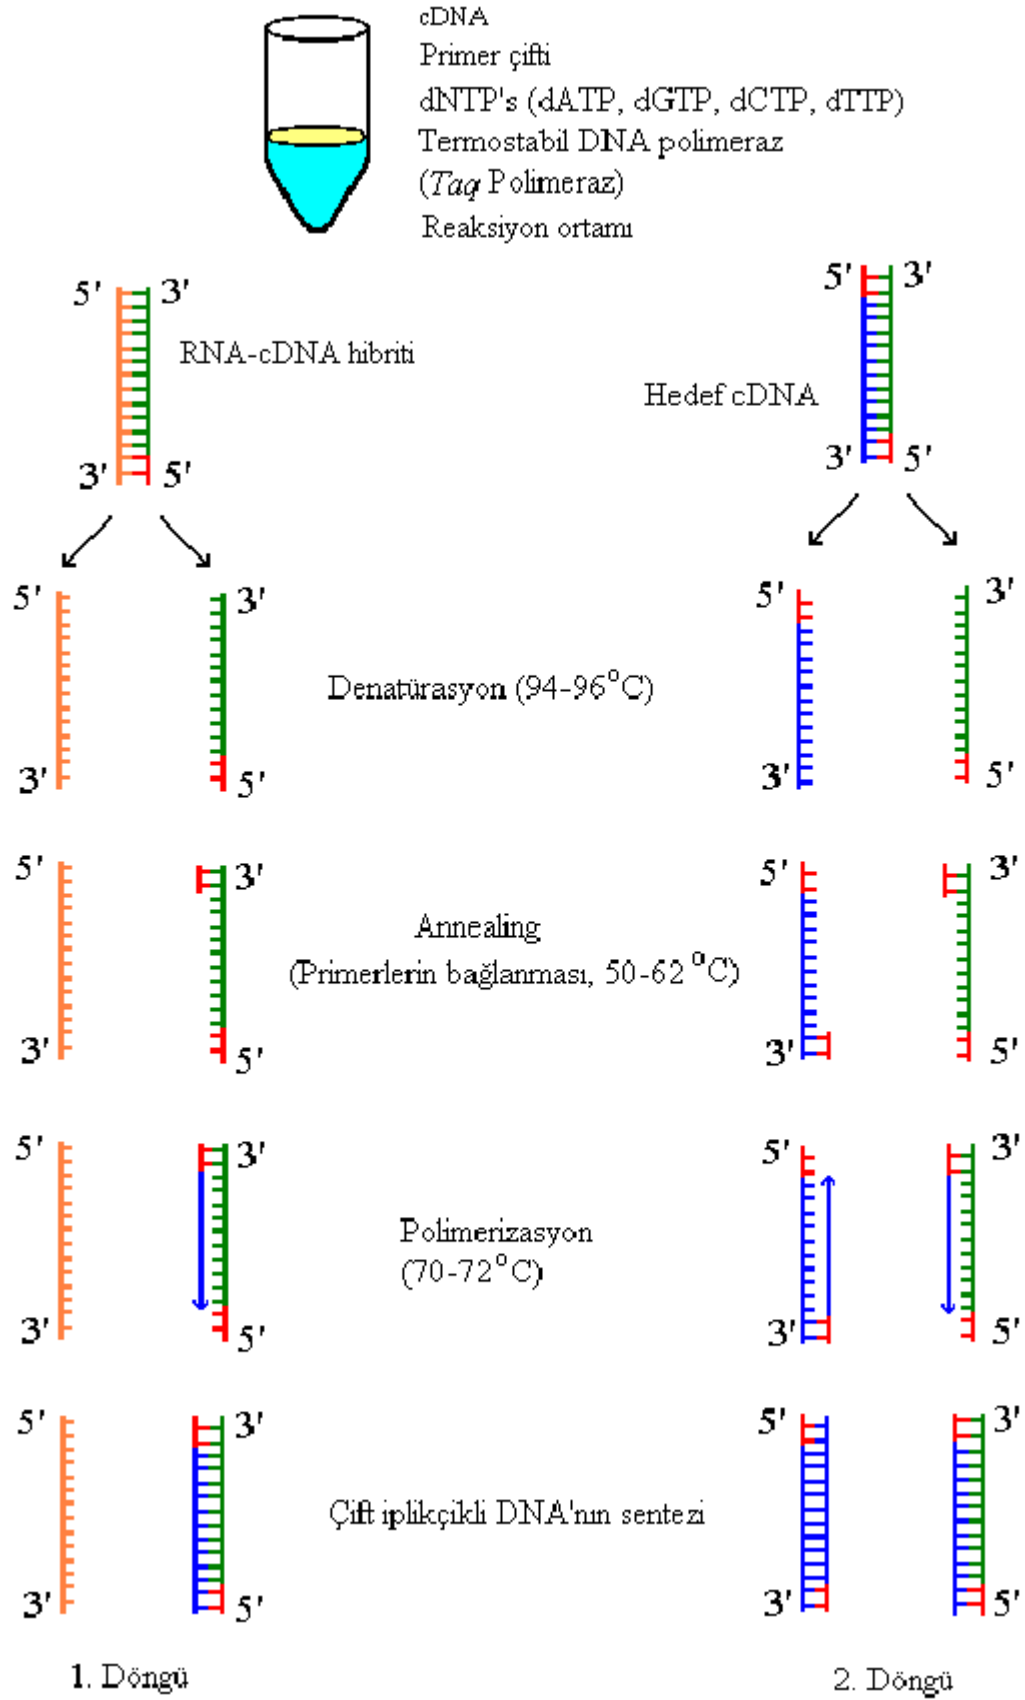 cDNA
Primer çifti
dNTP's (dATP, dGTP, dCTP, dTTP)
Termostabil DNA polimeraz
(Taq Polimeraz)
Reaksiyon ortamı
5' 3'
RNA-cDNA hibriti
3' 5'
5' 3'
Hedef cDNA
3' 5'
5' 3'
3' 5'
Denatürasyon (94-96°C)
5' 3'
3' 5'
5' 3'
3' 5'
Annealing
(Primerlerin bağlanması, 50-62 °C)
5' 3'
3' 5'
5' 3'
3' 5'
Polimerizasyon
(70-72°C)
5' 3'
3' 5'
5' 3'
3' 5'
Çift iplikçikli DNA'nın sentezi
5' 3'
3' 5'
1. Döngü
2. Döngü